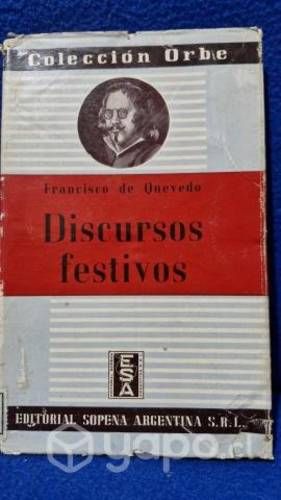 Colección Orbe
Francisco de Quevedo
Discursos
festivos
ESA
EDITORIAL SOPENA ARGENTINA S.R.L.
yapo.cl